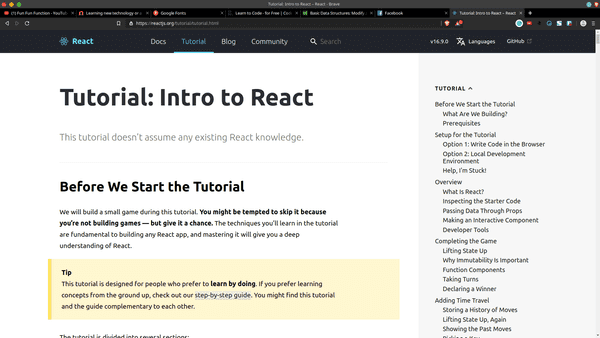 Tutorial: Intro to React – React - Brave
(1) Fun Fun Function - YouTu
Learning new technology or
Google Fonts
Learn to Code - for Free | Co
Basic Data Structures: Modify
Facebook
Tutorial: Intro to React – Reac
https://reactjs.org/tutorial/tutorial.html
React
Docs
Tutorial
Blog
Community
Search
v16.9.0
Languages
GitHub
Tutorial: Intro to React
This tutorial doesn't assume any existing React knowledge.
Before We Start the Tutorial
We will build a small game during this tutorial. You might be tempted to skip it because
you're not building games — but give it a chance. The techniques you'll learn in the tutorial
are fundamental to building any React app, and mastering it will give you a deep
understanding of React.
Tip
This tutorial is designed for people who prefer to learn by doing. If you prefer
learning concepts from the ground up, check out our step-by-step guide. You might find this tutorial
and the guide complementary to each other.
The tutorial is divided into several sections:
TUTORIAL
Before We Start the Tutorial
What Are We Building?
Prerequisites
Setup for the Tutorial
Option 1: Write Code in the Browser
Option 2: Local Development
Environment
Help, I'm Stuck!
Overview
What Is React?
Inspecting the Starter Code
Passing Data Through Props
Making an Interactive Component
Developer Tools
Completing the Game
Lifting State Up
Why Immutability Is Important
Function Components
Taking Turns
Declaring a Winner
Adding Time Travel
Storing a History of Moves
Lifting State Up, Again
Showing the Past Moves
Picking a Key